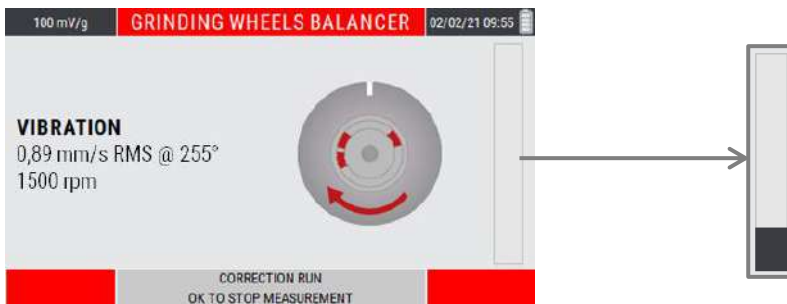 100 mV/g
GRINDING WHEELS BALANCER
02/02/21 09:55
VIBRATION
0,89 mm/s RMS @ 255°
1500 rpm
CORRECTION RUN
OK TO STOP MEASUREMENT